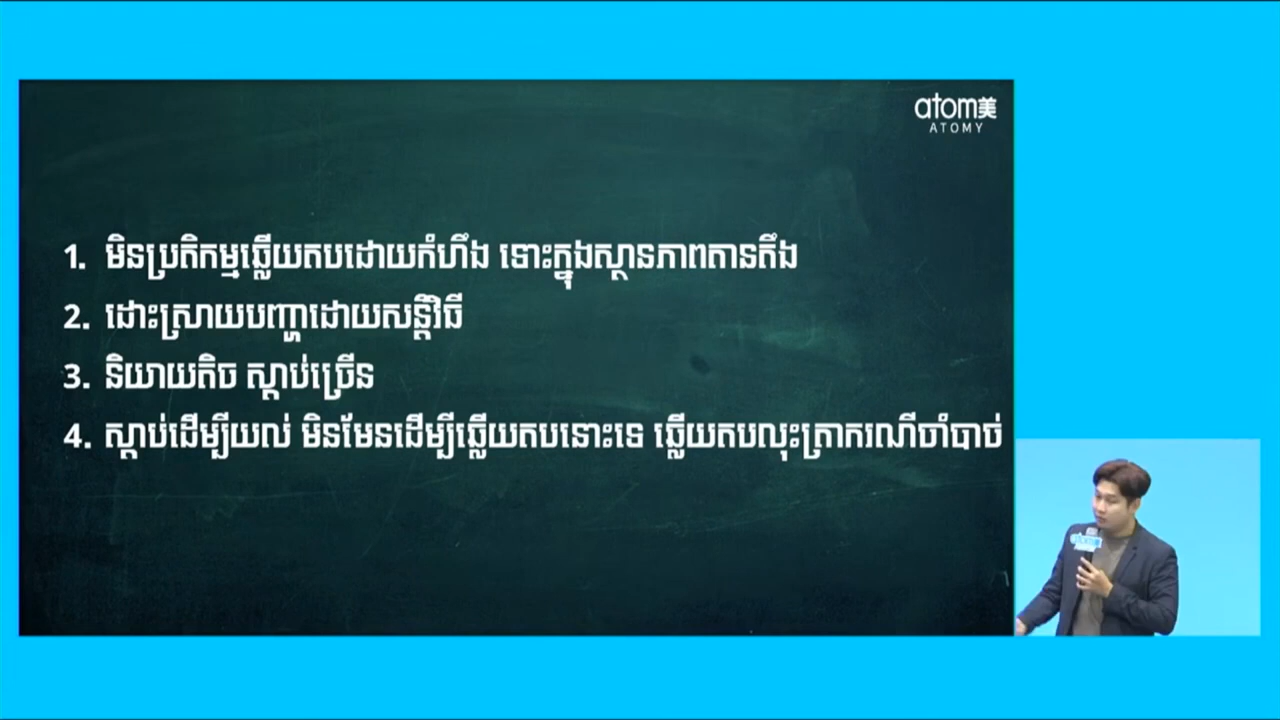 atom美
ATOMY
1. មិនប្រតិកម្មឆ្លើយតបដោយកំហឹង ទោះក្នុងស្ថានភាពតានតឹង
2. ដោះស្រាយបញ្ហាដោយសន្តិវិធី
3. និយាយតិច ស្តាប់ច្រើន
4. ស្តាប់ដើម្បីយល់ មិនមែនដើម្បីឆ្លើយតបនោះទេ ឆ្លើយតបលុះត្រាករណីចាំបាច់